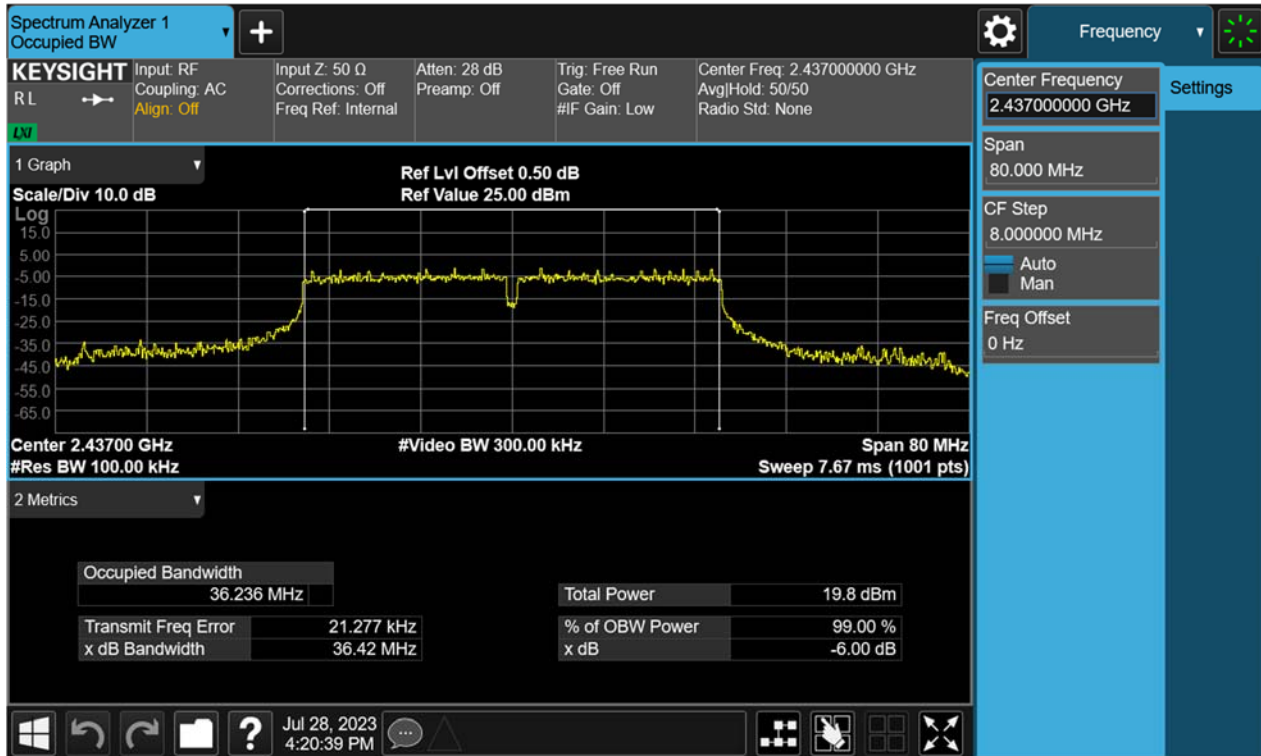 Spectrum Analyzer 1
Occupied BW
+
Frequency
KEYSIGHT
RL
LXI
Input: RF
Coupling: AC
Align: Off
Input Z: 50 Ω
Corrections: Off
Freq Ref: Internal
Atten: 28 dB
Preamp: Off
Trig: Free Run
Gate: Off
#IF Gain: Low
Center Freq: 2.437000000 GHz
Avg|Hold: 50/50
Radio Std: None
Center Frequency
2.437000000 GHz
Settings
Span
80.000 MHz
CF Step
8.000000 MHz
Auto
Man
Freq Offset
0 Hz
1 Graph
Scale/Div 10.0 dB
Ref Lvl Offset 0.50 dB
Ref Value 25.00 dBm
Log
15.0
5.00
-5.00
-15.0
-25.0
-35.0
-45.0
-55.0
-65.0
Center 2.43700 GHz
#Video BW 300.00 kHz
Span 80 MHz
#Res BW 100.00 kHz
Sweep 7.67 ms (1001 pts)
2 Metrics
Occupied Bandwidth
36.236 MHz
Transmit Freq Error 21.277 kHz
x dB Bandwidth 36.42 MHz
Total Power 19.8 dBm
% of OBW Power 99.00 %
x dB -6.00 dB
?
Jul 28, 2023
4:20:39 PM